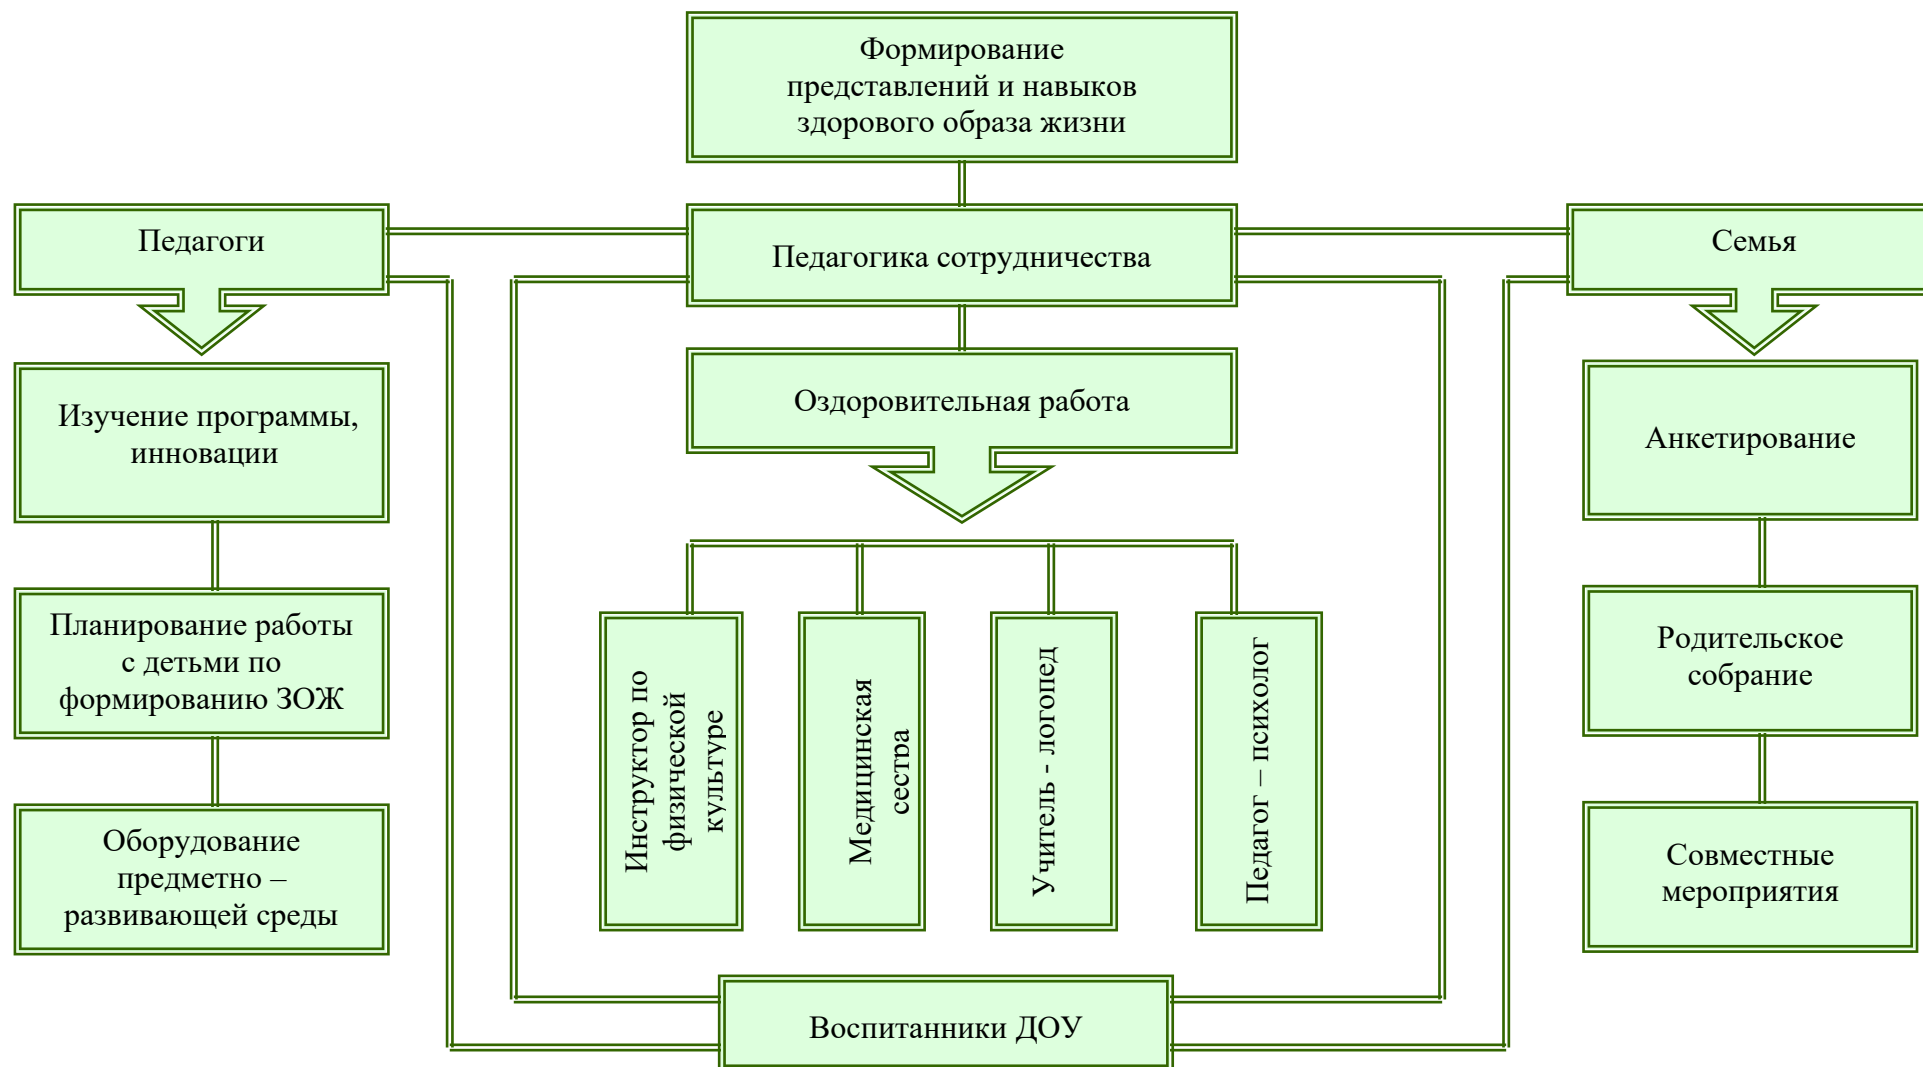 Формирование
представлений и навыков
здорового образа жизни
Педагоги
Педагогика сотрудничества
Семья
Изучение программы,
инновации
Оздоровительная работа
Анкетирование
Планирование работы
с детьми по
формированию ЗОЖ
Родительское
собрание
Инструктор по
физической
культуре
Медицинская
сестра
Учитель - логопед
Педагог – психолог
Оборудование
предметно –
развивающей среды
Совместные
мероприятия
Воспитанники ДОУ